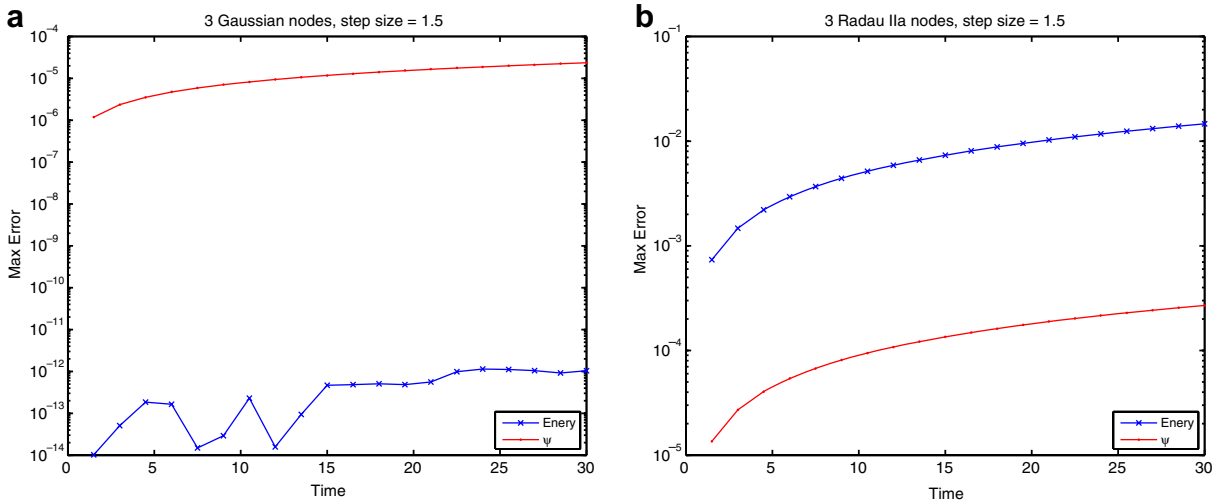 a
3 Gaussian nodes, step size = 1.5
10−4
10−5
10−6
10−7
10−8
10−9
10−10
10−11
10−12
10−13
10−14
Max Error
0 5 10 15 20 25 30
Time
Enery
ψ
b
3 Radau IIa nodes, step size = 1.5
10−1
10−2
10−3
10−4
10−5
Max Error
0 5 10 15 20 25 30
Time
Enery
ψ